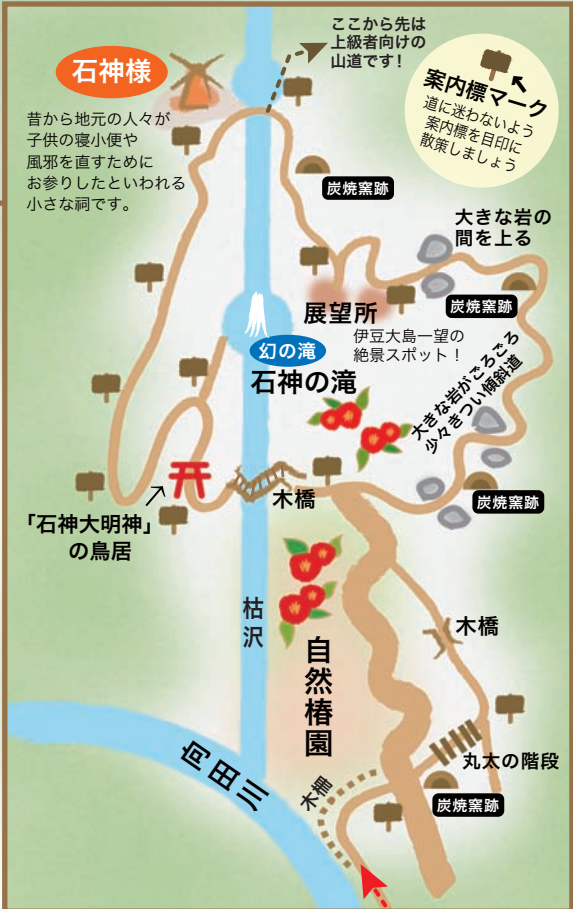 ここから先は
上級者向けの
山道です！
石神様
昔から地元の人々が
子供の寝小便や
風邪を直すために
お参りしたといわれる
小さな祠です。
案内標マーク
道に迷わないよう
案内標を目印に
散策しましょう
炭焼窯跡
大きな岩の
間を上る
炭焼窯跡
展望所
伊豆大島一望の
絶景スポット！
幻の滝
石神の滝
大きな岩がごろごろ
少々きつい傾斜道
炭焼窯跡
木橋
「石神大明神」
の鳥居
枯沢
木橋
自然椿園
向田川
丸太の階段
木柵
炭焼窯跡